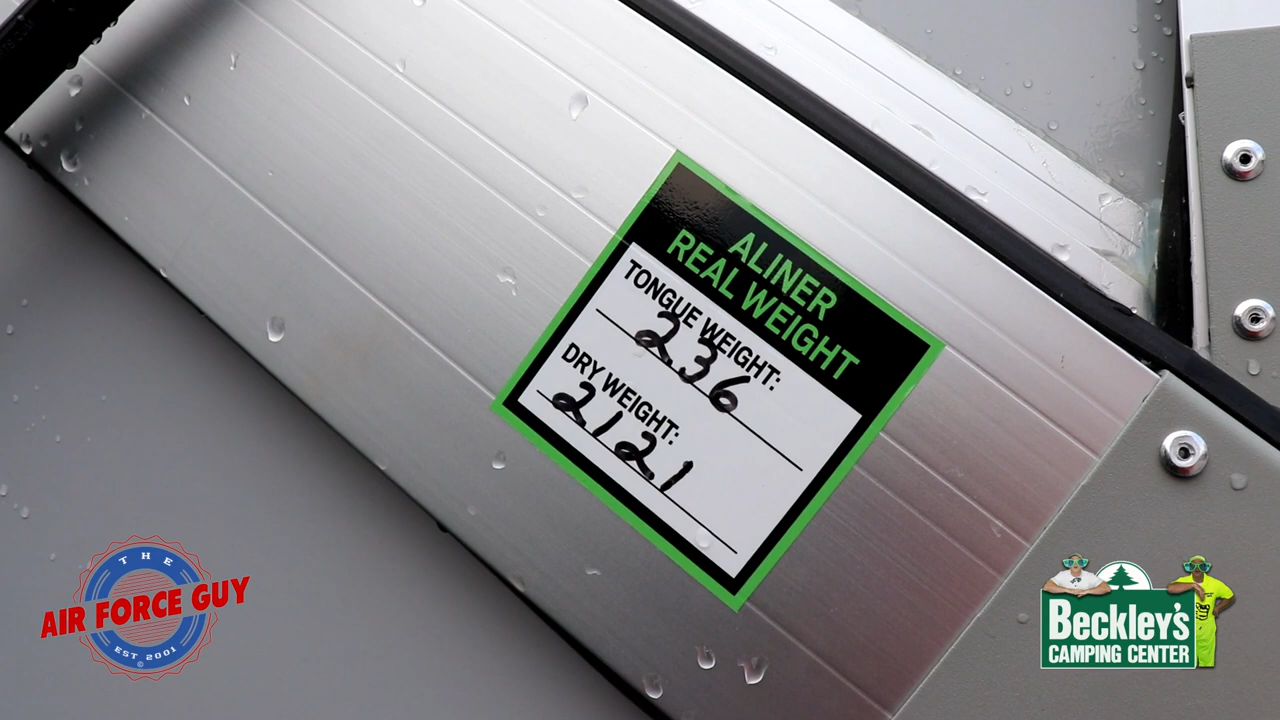 ALINER
REAL WEIGHT
TONGUE WEIGHT:
236
DRY WEIGHT:
2121
THE
AIR FORCE GUY
EST 2001
©
Beckley's
CAMPING CENTER